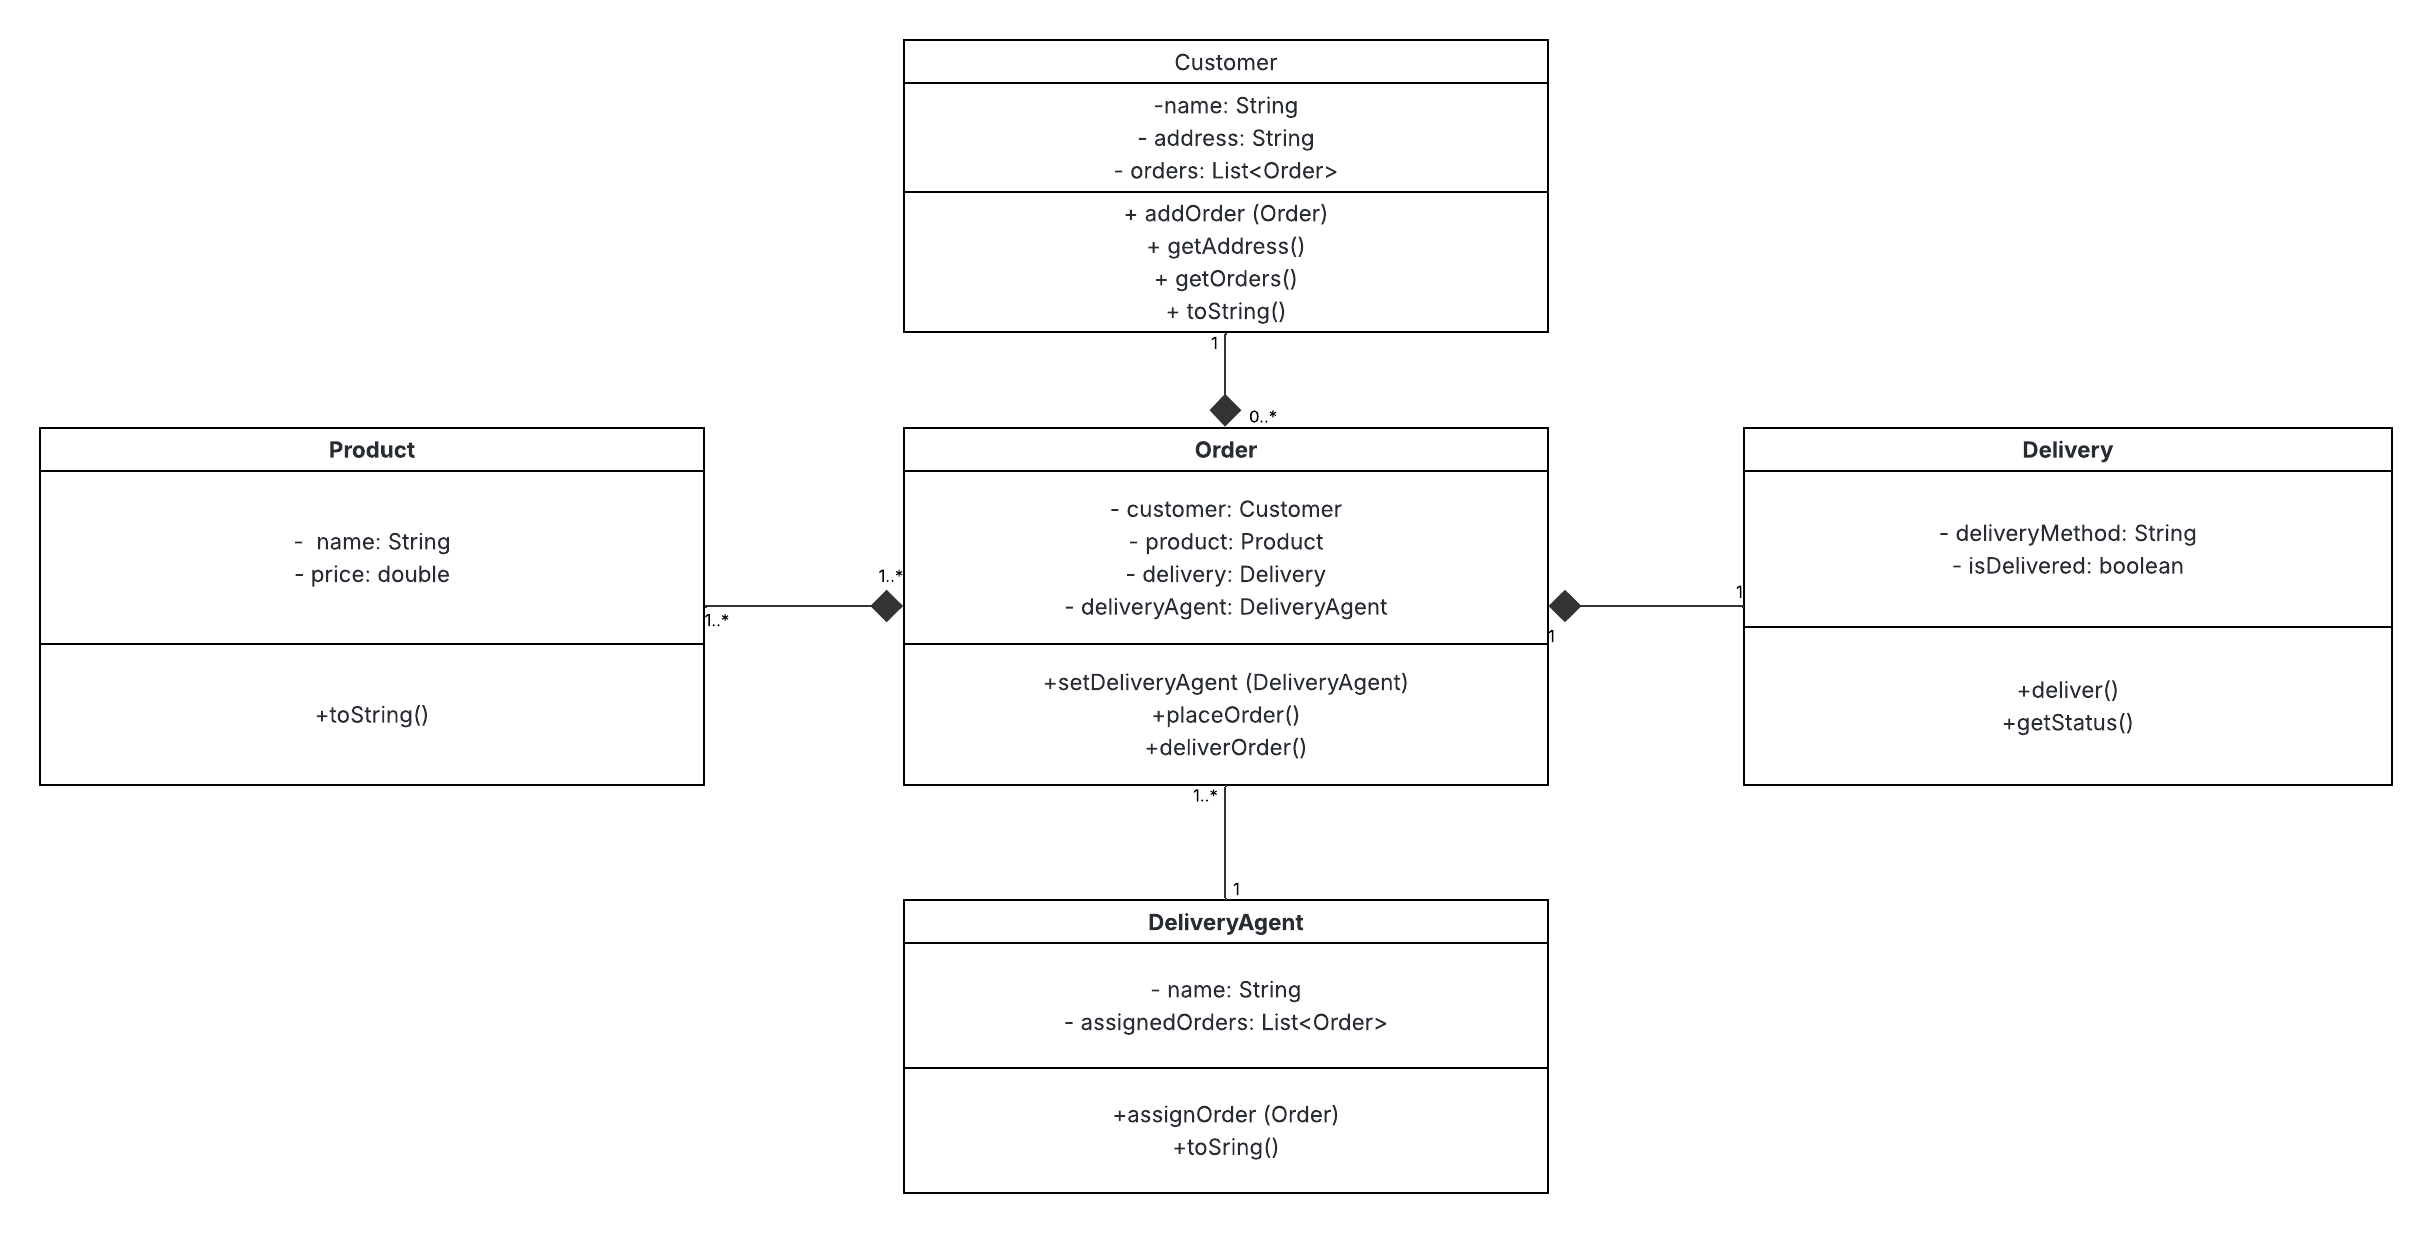 Customer
-name: String
- address: String
- orders: List<Order>
+ addOrder (Order)
+ getAddress()
+ getOrders()
+ toString()
1
0..*
Product
-  name: String
- price: double
+toString()
1..*
1..*
Order
- customer: Customer
- product: Product
- delivery: Delivery
- deliveryAgent: DeliveryAgent
+setDeliveryAgent (DeliveryAgent)
+placeOrder()
+deliverOrder()
1
1
Delivery
- deliveryMethod: String
- isDelivered: boolean
+deliver()
+getStatus()
1..*
1
DeliveryAgent
- name: String
- assignedOrders: List<Order>
+assignOrder (Order)
+toSring()